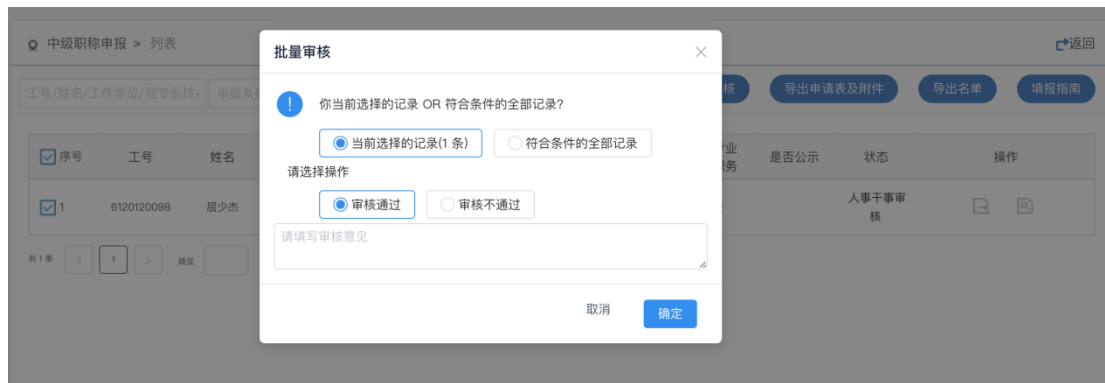 中级职称申报 > 列表
返回
批量审核
工号/姓名/工作单位/现专业技
申报系
核
导出申请表及附件
导出名单
填报指南
你当前选择的记录 OR 符合条件的全部记录?
当前选择的记录(1 条)
符合条件的全部记录
序号
工号
姓名
业
务
是否公示
状态
操作
请选择操作
审核通过
审核不通过
1
6120120098
屈少杰
人事干事审
核
请填写审核意见
共1条
<
1
>
跳至
取消
确定